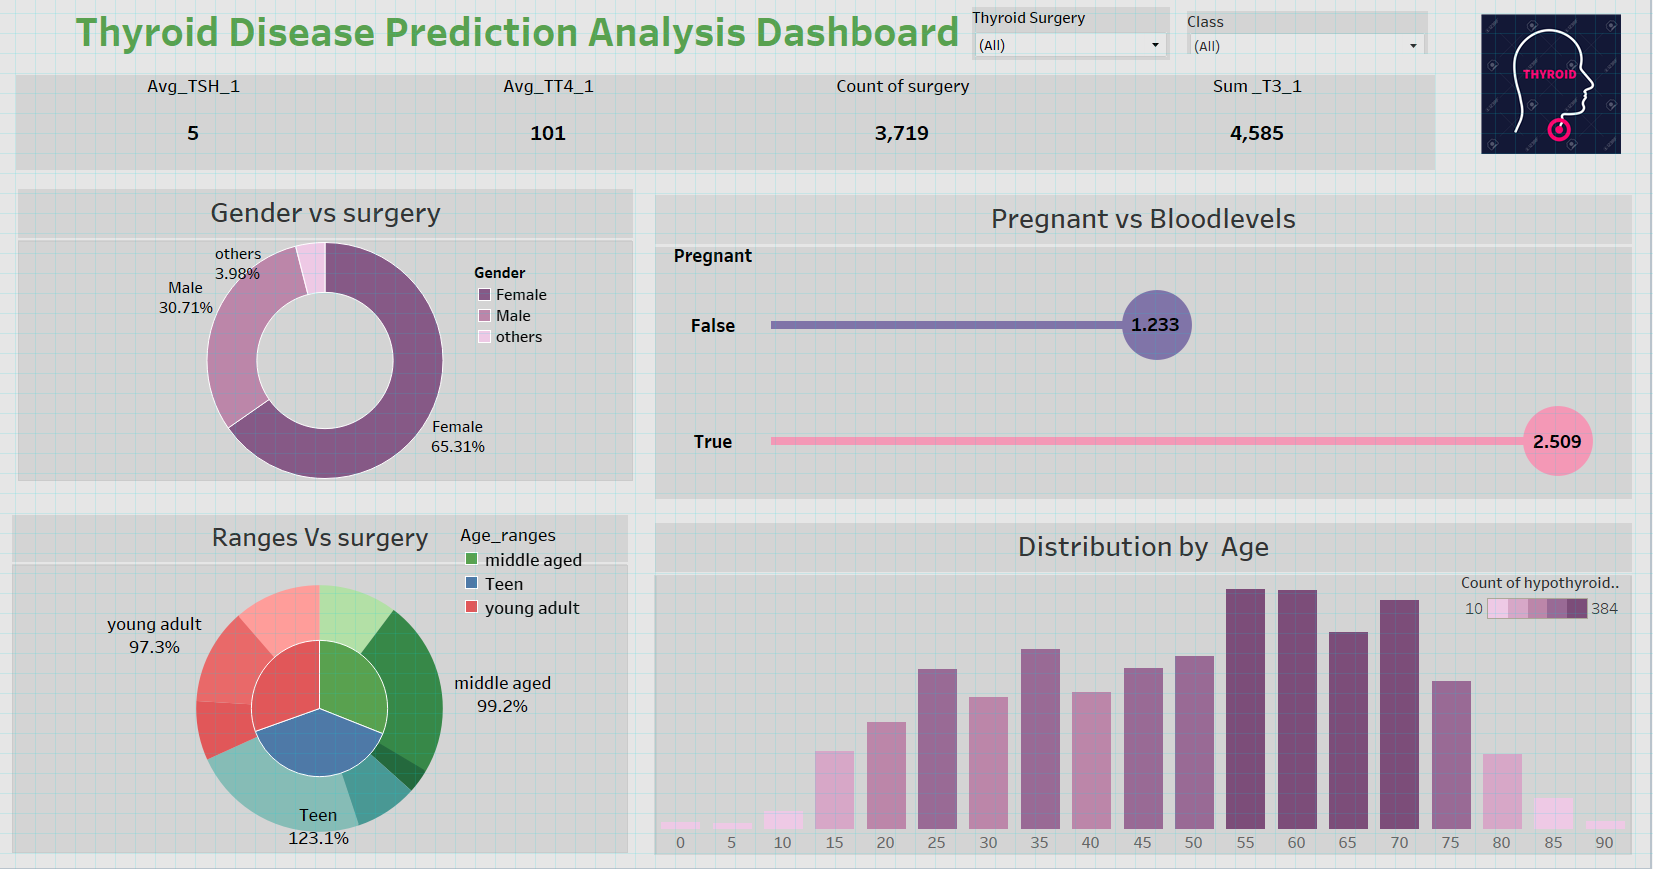 Thyroid Disease Prediction Analysis Dashboard
Thyroid Surgery
(All)
Class
(All)
THYROID
Avg_TSH_1
5
Avg_TT4_1
101
Count of surgery
3,719
Sum _T3_1
4,585
Gender vs surgery
others
3.98%
Male
30.71%
Female
65.31%
Gender
Female
Male
others
Pregnant vs Bloodlevels
Pregnant
False
1.233
True
2.509
Ranges Vs surgery
Age_ranges
middle aged
Teen
young adult
young adult
97.3%
middle aged
99.2%
Teen
123.1%
Distribution by Age
Count of hypothyroid..
10 384
0 5 10 15 20 25 30 35 40 45 50 55 60 65 70 75 80 85 90